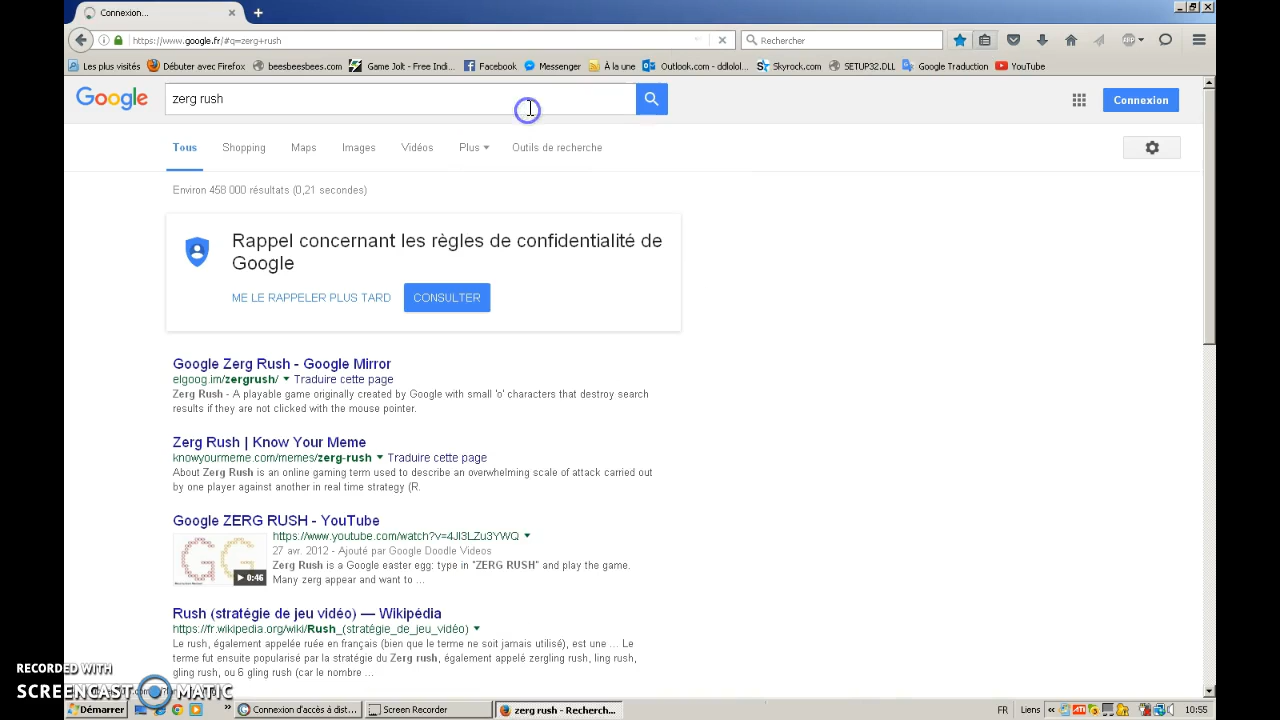 Connexion...
https://www.google.fr/#q=zerg+rush
Rechercher
Les plus visités
Débuter avec Firefox
beesbeesbees.com
Game Jolt - Free Indi...
Facebook
Messenger
À la une
Outlook.com - ddlolol...
Skyrock.com
SETUP32.DLL
Google Traduction
YouTube
Google
zerg rush
Connexion
Tous
Shopping
Maps
Images
Vidéos
Plus
Outils de recherche
Environ 458 000 résultats (0,21 secondes)
Rappel concernant les règles de confidentialité de
Google
ME LE RAPPELER PLUS TARD
CONSULTER
Google Zerg Rush - Google Mirror
elgoog.im/zergrush/ Traduire cette page
Zerg Rush - A playable game originally created by Google with small 'o' characters that destroy search
results if they are not clicked with the mouse pointer.
Zerg Rush | Know Your Meme
knowyourmeme.com/memes/zerg-rush Traduire cette page
About Zerg Rush is an online gaming term used to describe an overwhelming scale of attack carried out
by one player against another in real time strategy (R.
Google ZERG RUSH - YouTube
https://www.youtube.com/watch?v=4JI3LZu3YWQ
27 avr. 2012 - Ajouté par Google Doodle Videos
GG
0:46
Zerg Rush is a Google easter egg: type in "ZERG RUSH" and play the game.
Many zerg appear and want to ...
Rush (stratégie de jeu vidéo) — Wikipédia
https://fr.wikipedia.org/wiki/Rush_(stratégie_de_jeu_vidéo)
Le rush, également appelée ruée en français (bien que le terme ne soit jamais utilisé), est une ... Le
terme fut ensuite popularisé par la stratégie du Zerg rush, également appelé zergling rush, ling rush,
gling rush, ou 6 gling rush (car le nombre ...
RECORDED WITH
SCREENCAST MATIC
Démarrer
Connexion d'accès à dist...
Screen Recorder
zerg rush - Recherch...
FR
Liens
10:55